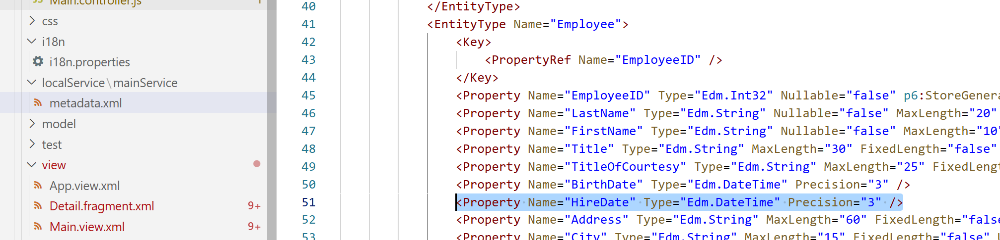 Main.controller.js 1
css
i18n
i18n.properties
localService\mainService
metadata.xml
model
test
view
App.view.xml
Detail.fragment.xml 9+
Main.view.xml 9+
40 </EntityType>
41 <EntityType Name="Employee">
42 <Key>
43 <PropertyRef Name="EmployeeID" />
44 </Key>
45 <Property Name="EmployeeID" Type="Edm.Int32" Nullable="false" p6:StoreGenera
46 <Property Name="LastName" Type="Edm.String" Nullable="false" MaxLength="20"
47 <Property Name="FirstName" Type="Edm.String" Nullable="false" MaxLength="10"
48 <Property Name="Title" Type="Edm.String" MaxLength="30" FixedLength="false"
49 <Property Name="TitleOfCourtesy" Type="Edm.String" MaxLength="25" FixedLengt
50 <Property Name="BirthDate" Type="Edm.DateTime" Precision="3" />
51 <Property Name="HireDate" Type="Edm.DateTime" Precision="3" />
52 <Property Name="Address" Type="Edm.String" MaxLength="60" FixedLength="false
53 <Property Name="City" Type="Edm.String" MaxLength="15" FixedLength="false"